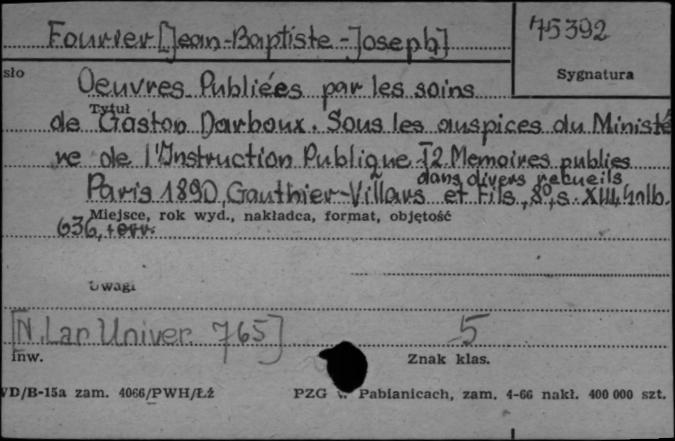 Fourier [Jean-Baptiste-Joseph]
75392
Sygnatura
sło
Oeuvres Publiées par les soins
Tytuł
de Gaston Darboux. Sous les auspices du Ministè
re de l'Instruction Publique T2. Memoires publies
dans divers recueils
Paris 1890, Gauthier-Villars et Fils, 8°, s. XIII,
Miejsce, rok wyd., nakładca, format, objętość
636,
Uwagi
[N. Lar Univer. 765]
5
Inw.
Znak klas.
VD/B-15a zam. 4066/PWH/Łż
PZG w Pabianicach, zam. 4-66 nakł. 400 000 szt.